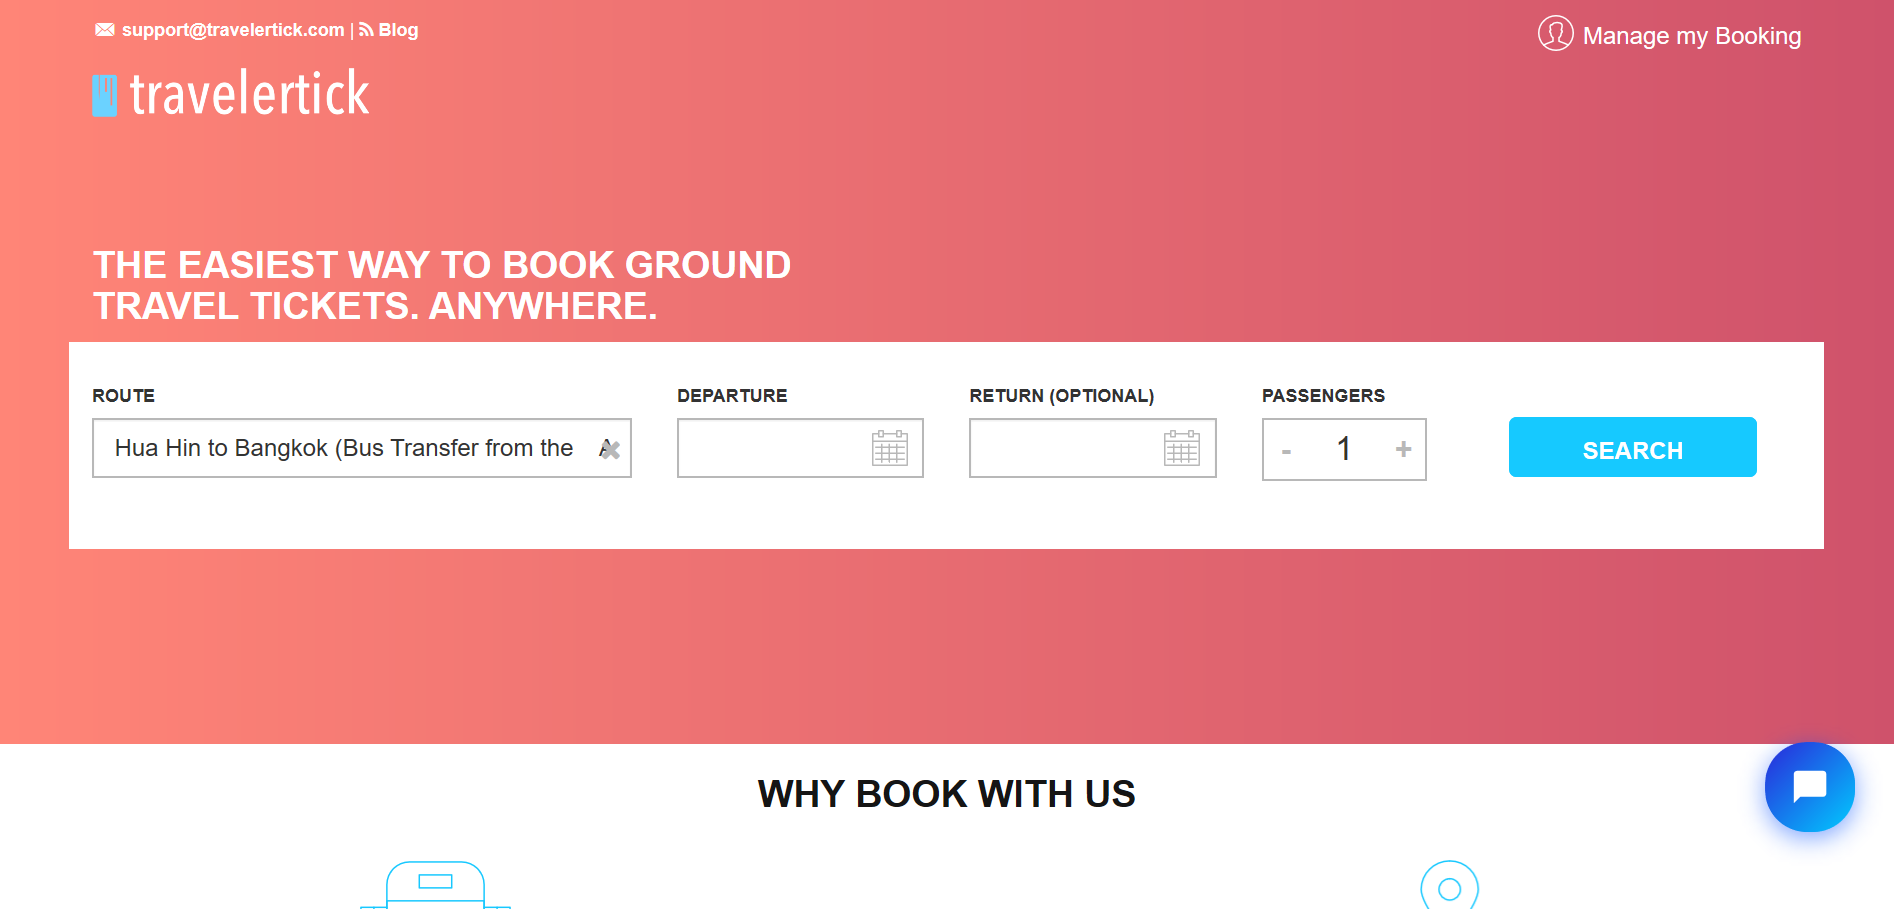 support@travelertick.com | Blog
Manage my Booking
travelertick
THE EASIEST WAY TO BOOK GROUND
TRAVEL TICKETS. ANYWHERE.
ROUTE
DEPARTURE
RETURN (OPTIONAL)
PASSENGERS
Hua Hin to Bangkok (Bus Transfer from the
- 1 +
SEARCH
WHY BOOK WITH US